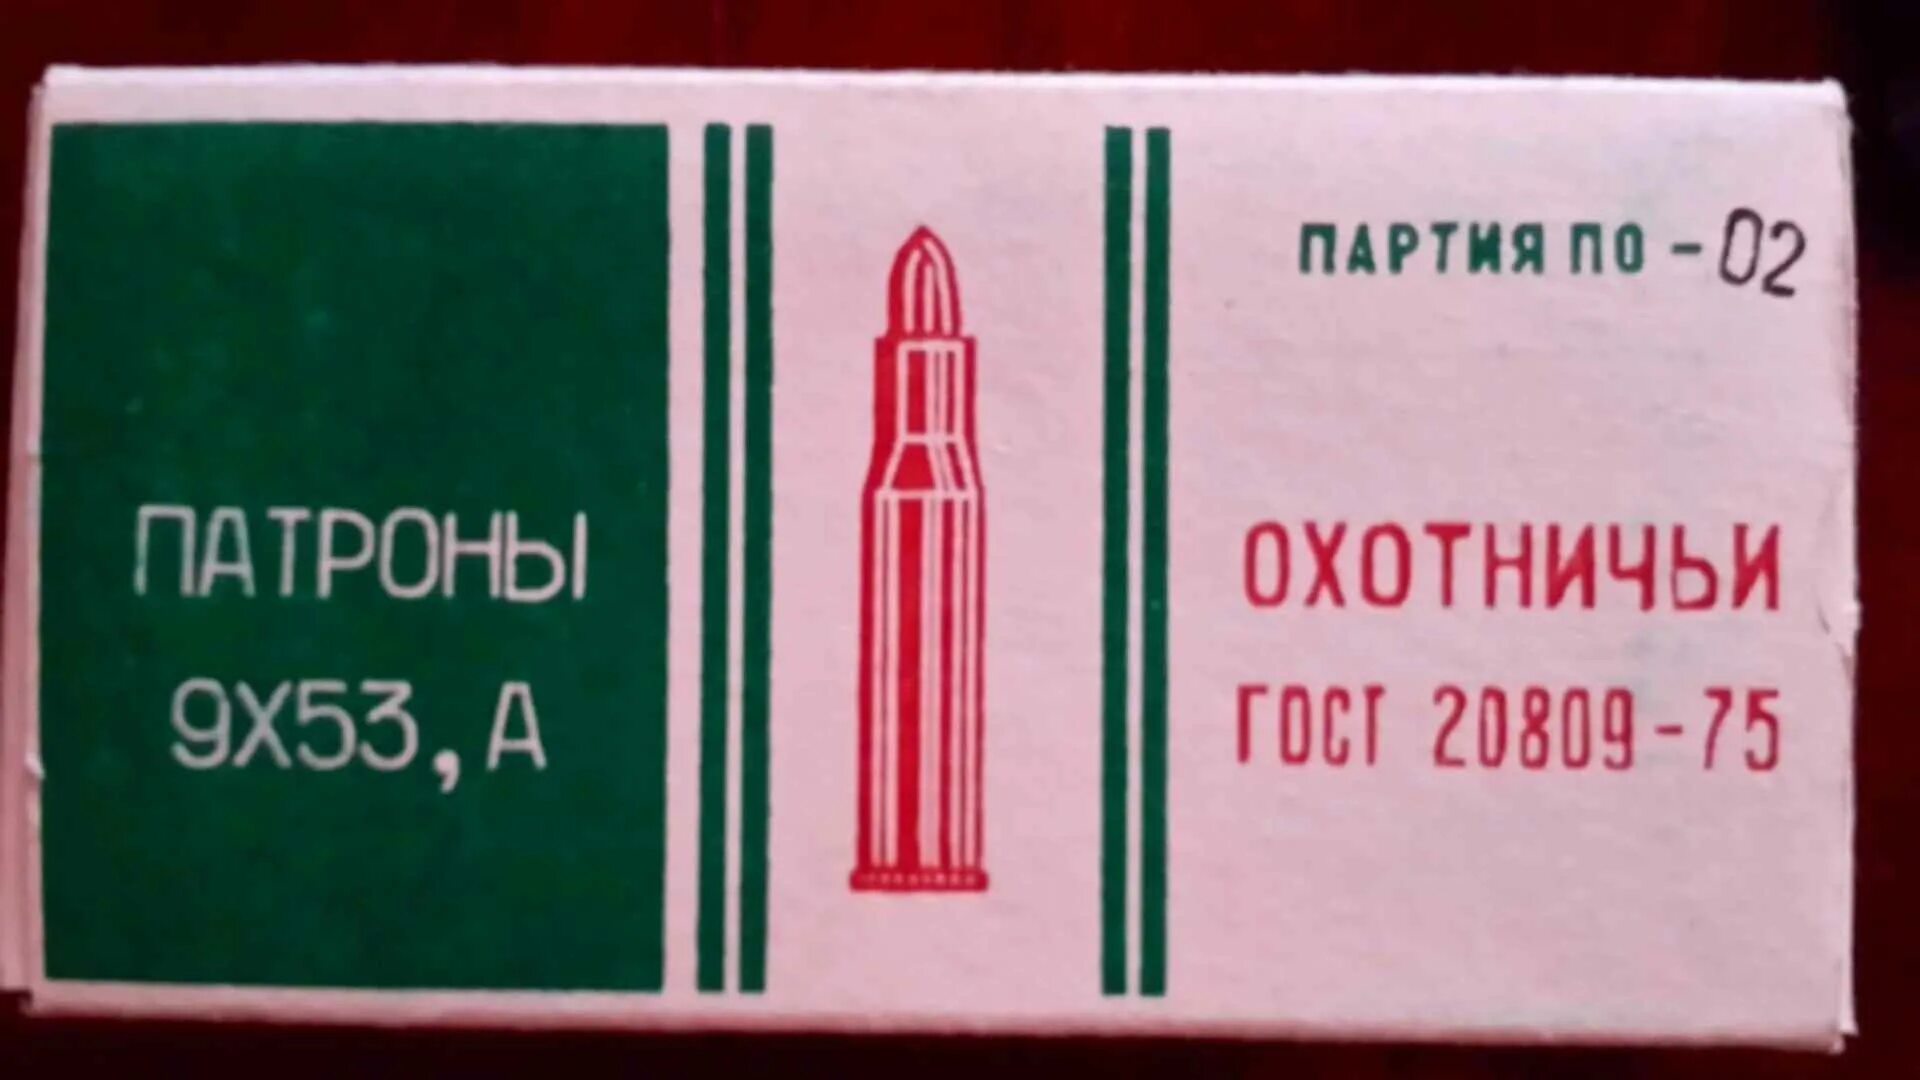 ПАТРОНЫ
9Х53, А
ПАРТИЯ ПО - 02
ОХОТНИЧЬИ
ГОСТ 20809-75